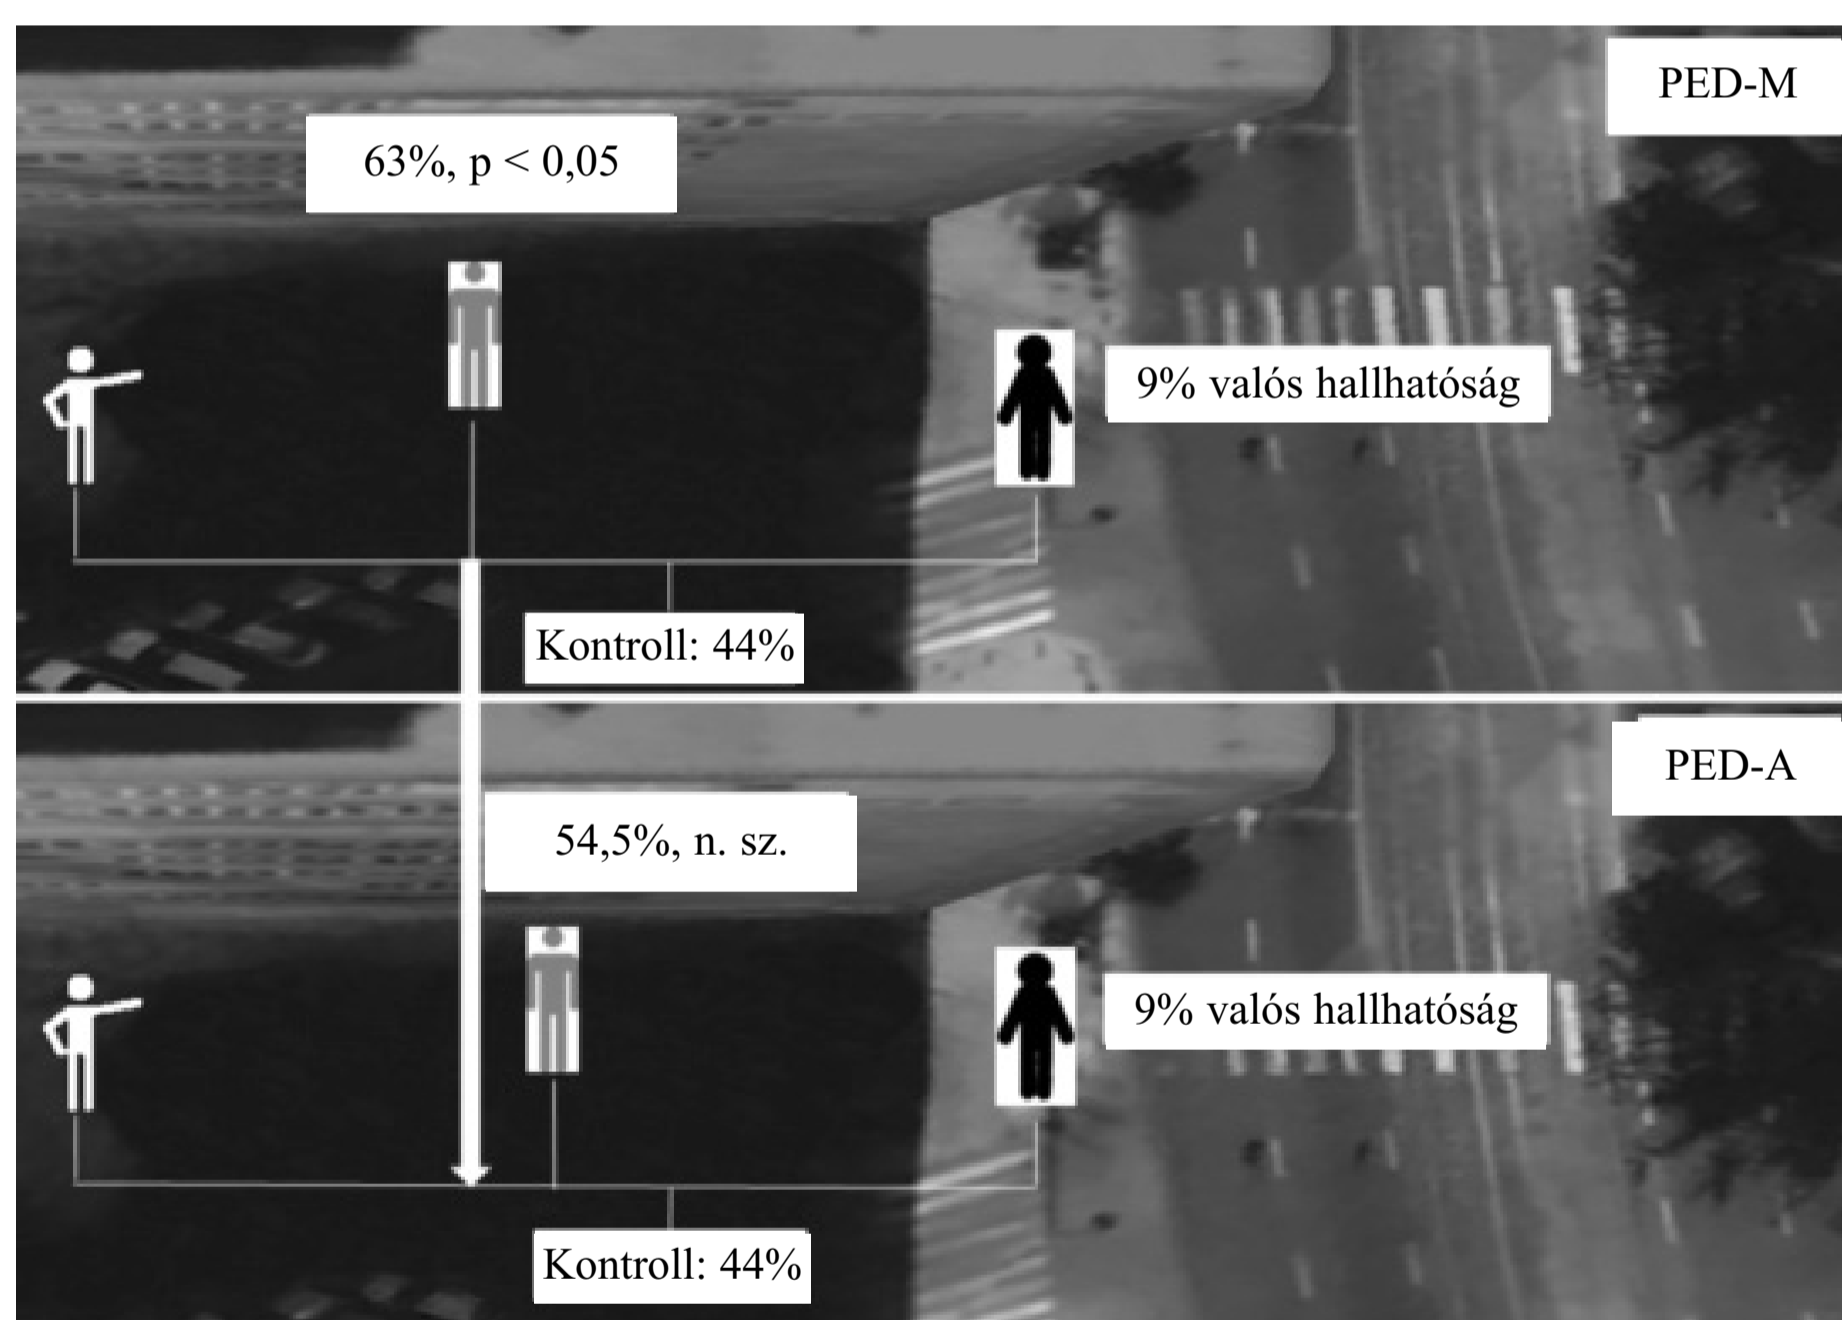 PED-M
63%, p < 0,05
9% valós hallhatóság
Kontroll: 44%
PED-A
54,5%, n. sz.
9% valós hallhatóság
Kontroll: 44%